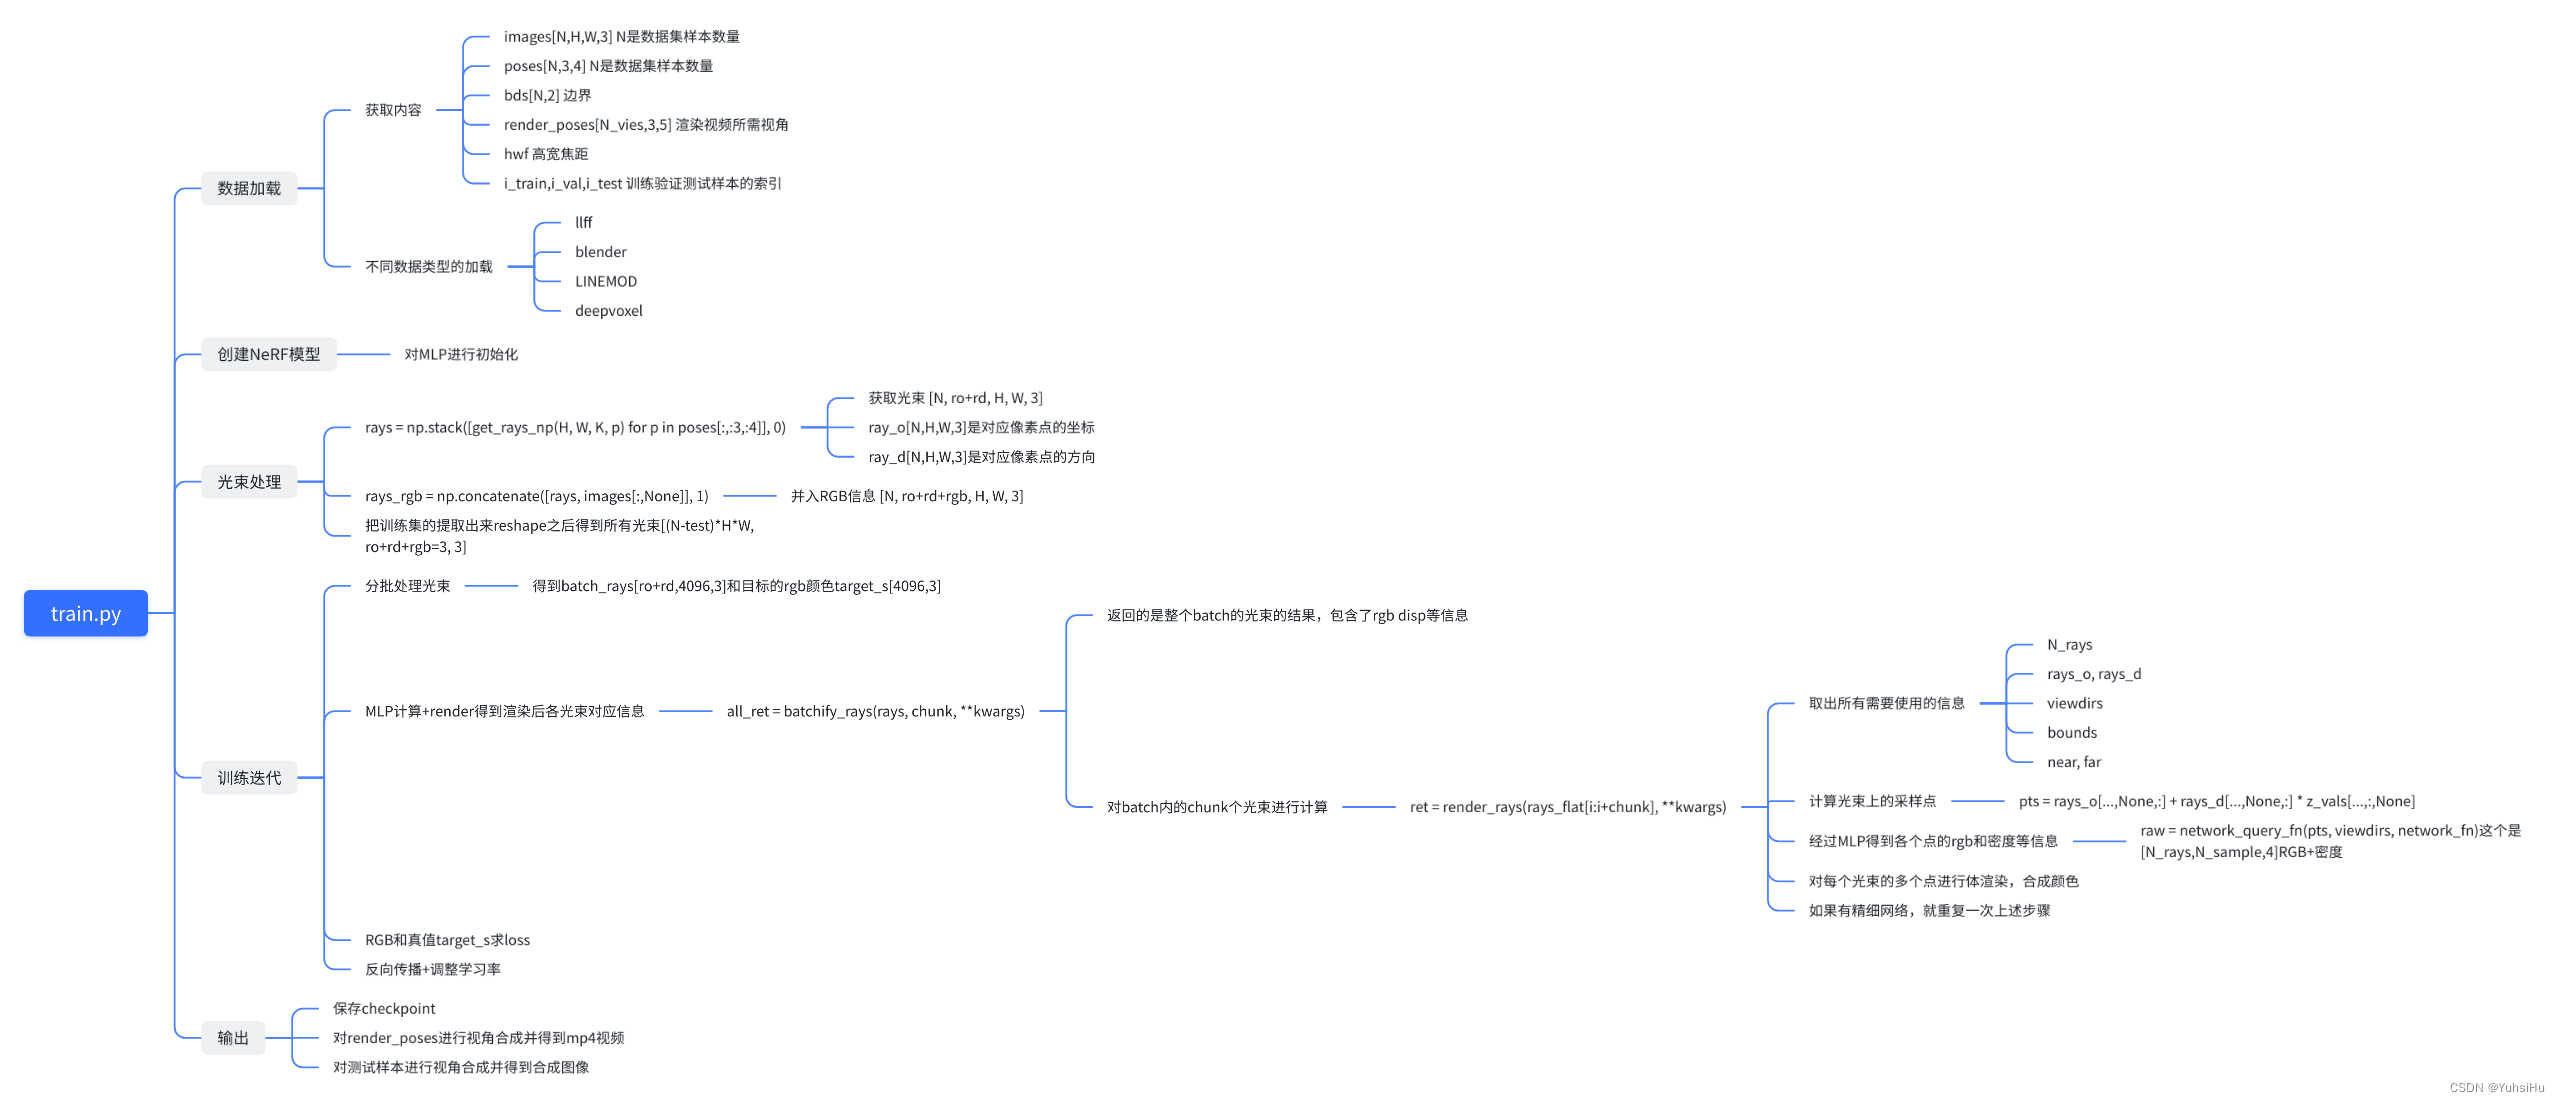 train.py
数据加载
获取内容
images[N,H,W,3] N是数据集样本数量
poses[N,3,4] N是数据集样本数量
bds[N,2] 边界
render_poses[N_vies,3,5] 渲染视频所需视角
hwf 高宽焦距
i_train,i_val,i_test 训练验证测试样本的索引
不同数据类型的加载
llff
blender
LINEMOD
deepvoxel
创建NeRF模型
对MLP进行初始化
光束处理
rays = np.stack([get_rays_np(H, W, K, p) for p in poses[:,:3,:4]], 0)
获取光束 [N, ro+rd, H, W, 3]
ray_o[N,H,W,3]是对应像素点的坐标
ray_d[N,H,W,3]是对应像素点的方向
rays_rgb = np.concatenate([rays, images[:,None]], 1)
并入RGB信息 [N, ro+rd+rgb, H, W, 3]
把训练集的提取出来reshape之后得到所有光束[(N-test)*H*W,
ro+rd+rgb=3, 3]
训练迭代
分批处理光束
得到batch_rays[ro+rd,4096,3]和目标的rgb颜色target_s[4096,3]
MLP计算+render得到渲染后各光束对应信息
all_ret = batchify_rays(rays, chunk, **kwargs)
返回的是整个batch的光束的结果，包含了rgb disp等信息
对batch内的chunk个光束进行计算
ret = render_rays(rays_flat[i:i+chunk], **kwargs)
取出所有需要使用的信息
N_rays
rays_o, rays_d
viewdirs
bounds
near, far
计算光束上的采样点
pts = rays_o[...,None,:] + rays_d[...,None,:] * z_vals[...,:,None]
经过MLP得到各个点的rgb和密度等信息
raw = network_query_fn(pts, viewdirs, network_fn)这个是
[N_rays,N_sample,4]RGB+密度
对每个光束的多个点进行体渲染，合成颜色
如果有精细网络，就重复一次上述步骤
RGB和真值target_s求loss
反向传播+调整学习率
输出
保存checkpoint
对render_poses进行视角合成并得到mp4视频
对测试样本进行视角合成并得到合成图像
CSDN @YuhsiHu